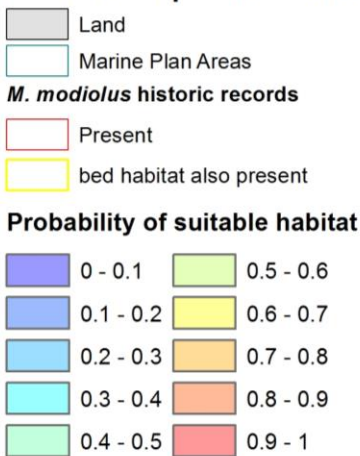 Land
Marine Plan Areas
M. modiolus historic records
Present
bed habitat also present
Probability of suitable habitat
0 - 0.1
0.1 - 0.2
0.2 - 0.3
0.3 - 0.4
0.4 - 0.5
0.5 - 0.6
0.6 - 0.7
0.7 - 0.8
0.8 - 0.9
0.9 - 1